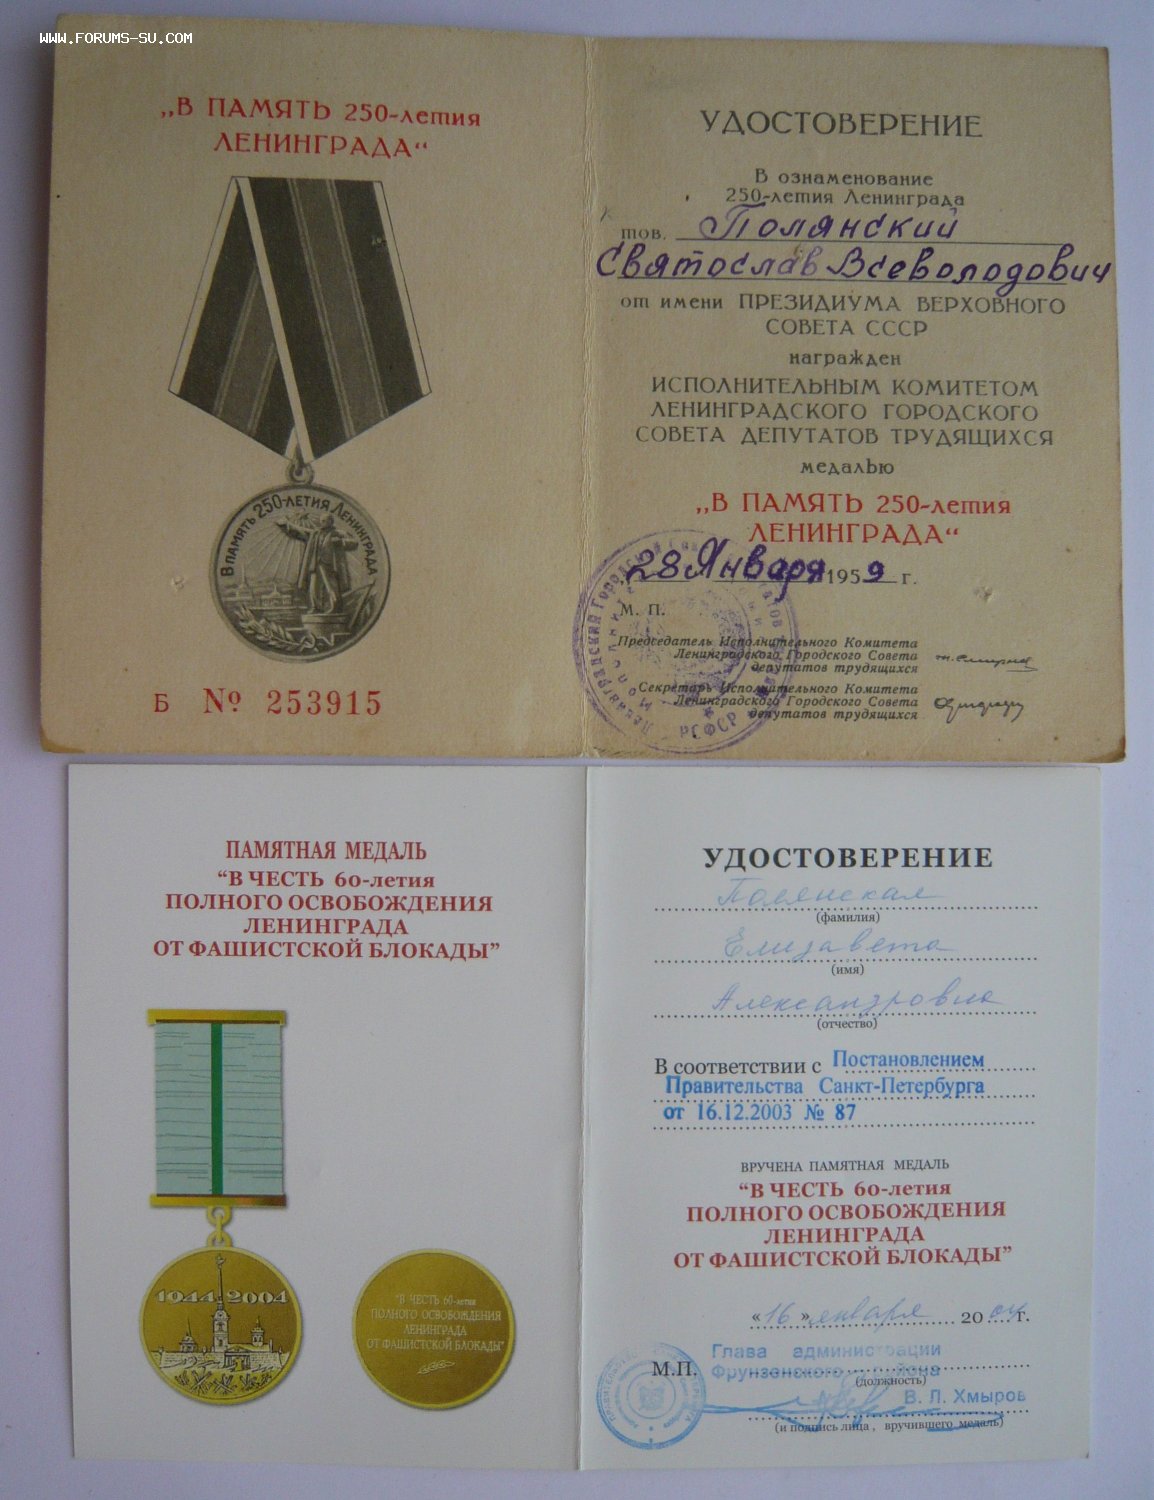 WWW.FORUMS-SU.COM
„В ПАМЯТЬ 250-летия
ЛЕНИНГРАДА“
В ПАМЯТЬ 250-ЛЕТИЯ ЛЕНИНГРАДА
Б № 253915
УДОСТОВЕРЕНИЕ
В ознаменование
250-летия Ленинграда
тов. Полянский
Святослав Всеволодович
от имени ПРЕЗИДИУМА ВЕРХОВНОГО
СОВЕТА СССР
награжден
ИСПОЛНИТЕЛЬНЫМ КОМИТЕТОМ
ЛЕНИНГРАДСКОГО ГОРОДСКОГО
СОВЕТА ДЕПУТАТОВ ТРУДЯЩИХСЯ
медалью
„В ПАМЯТЬ 250-летия
ЛЕНИНГРАДА“
28 Января 1959 г.
М. П.
Председатель Исполнительного Комитета
Ленинградского Городского Совета
депутатов трудящихся
Секретарь Исполнительного Комитета
Ленинградского Городского Совета
депутатов трудящихся
РСФСР
ПАМЯТНАЯ МЕДАЛЬ
“В ЧЕСТЬ 60-летия
ПОЛНОГО ОСВОБОЖДЕНИЯ
ЛЕНИНГРАДА
ОТ ФАШИСТСКОЙ БЛОКАДЫ”
1944-2004
“В ЧЕСТЬ 60-летия
ПОЛНОГО ОСВОБОЖДЕНИЯ
ЛЕНИНГРАДА
ОТ ФАШИСТСКОЙ БЛОКАДЫ”
УДОСТОВЕРЕНИЕ
Полянская
(фамилия)
Елизавета
(имя)
Александровна
(отчество)
В соответствии с Постановлением
Правительства Санкт-Петербурга
от 16.12.2003 № 87
ВРУЧЕНА ПАМЯТНАЯ МЕДАЛЬ
“В ЧЕСТЬ 60-летия
ПОЛНОГО ОСВОБОЖДЕНИЯ
ЛЕНИНГРАДА
ОТ ФАШИСТСКОЙ БЛОКАДЫ”
«16» января 2004 г.
Глава администрации
М.П. Фрунзенского района
(должность)
В. Л. Хмыров
(и подпись лица, вручившего медаль)